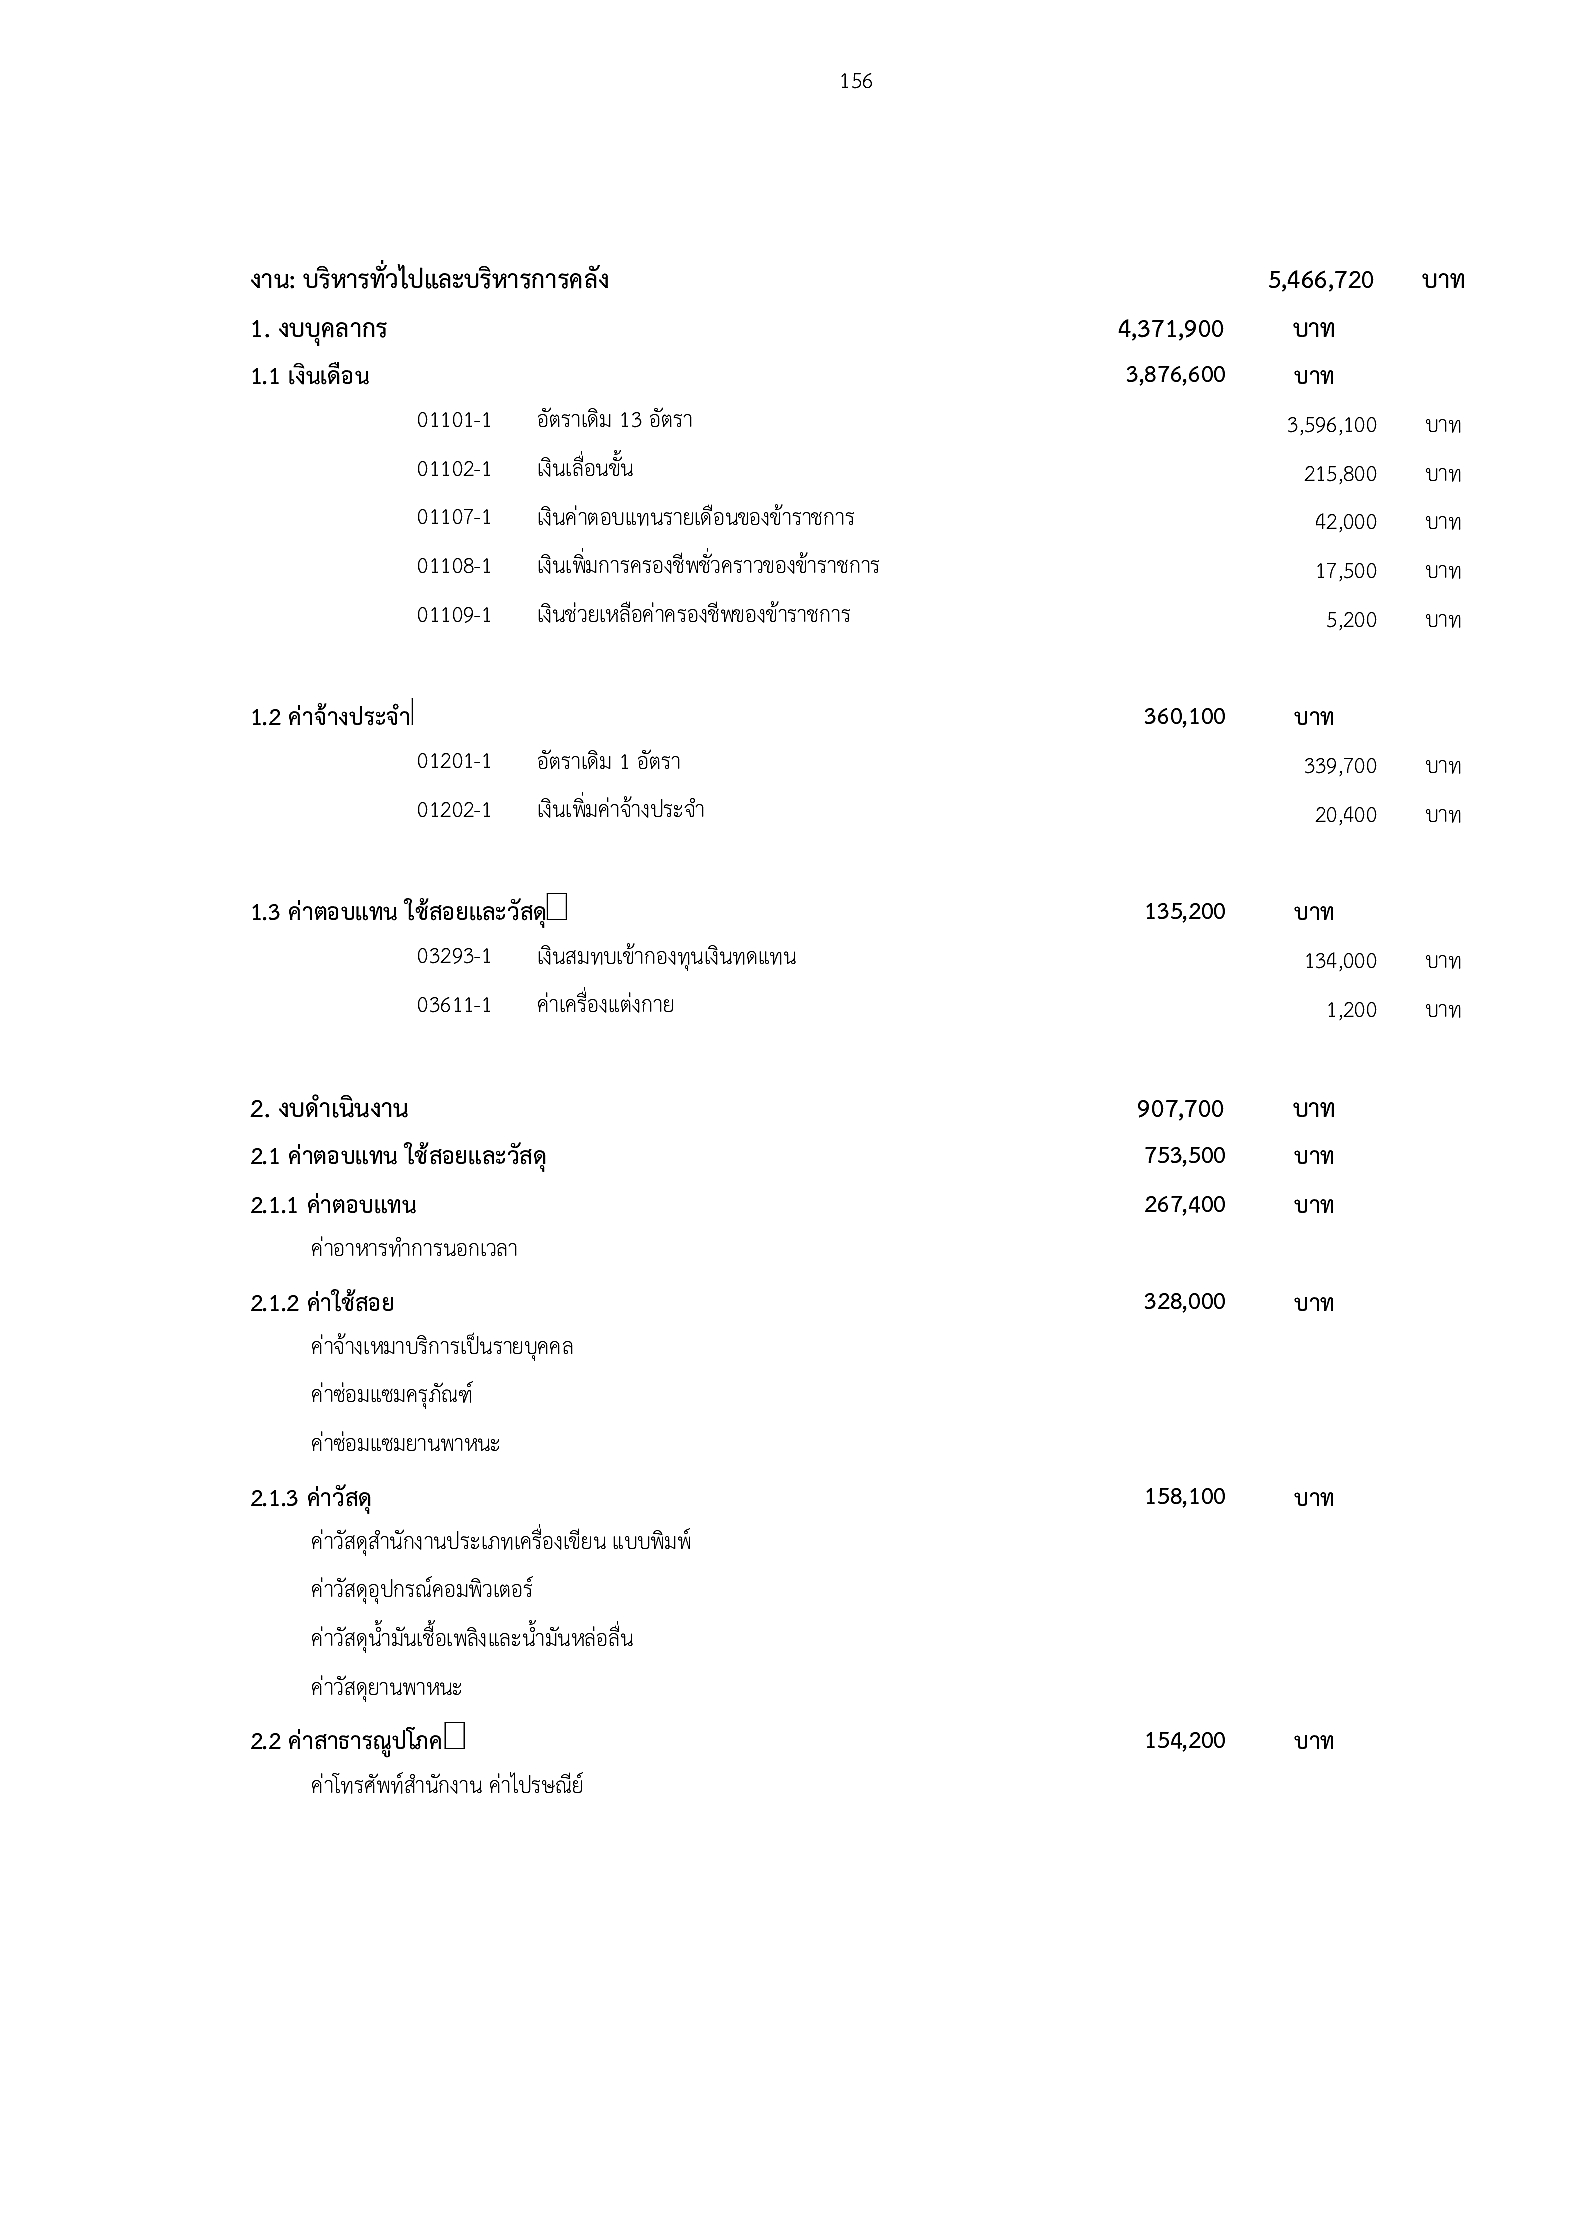 156
งาน: บริหารทั่วไปและบริหารการคลัง 5,466,720 บาท
1. งบบุคลากร 4,371,900 บาท
1.1 เงินเดือน 3,876,600 บาท
01101-1 อัตราเดิม 13 อัตรา 3,596,100 บาท
01102-1 เงินเลื่อนขั้น 215,800 บาท
01107-1 เงินค่าตอบแทนรายเดือนของข้าราชการ 42,000 บาท
01108-1 เงินเพิ่มการครองชีพชั่วคราวของข้าราชการ 17,500 บาท
01109-1 เงินช่วยเหลือค่าครองชีพของข้าราชการ 5,200 บาท
1.2 ค่าจ้างประจำ 360,100 บาท
01201-1 อัตราเดิม 1 อัตรา 339,700 บาท
01202-1 เงินเพิ่มค่าจ้างประจำ 20,400 บาท
1.3 ค่าตอบแทน ใช้สอยและวัสดุ 135,200 บาท
03293-1 เงินสมทบเข้ากองทุนเงินทดแทน 134,000 บาท
03611-1 ค่าเครื่องแต่งกาย 1,200 บาท
2. งบดำเนินงาน 907,700 บาท
2.1 ค่าตอบแทน ใช้สอยและวัสดุ 753,500 บาท
2.1.1 ค่าตอบแทน 267,400 บาท
ค่าอาหารทำการนอกเวลา
2.1.2 ค่าใช้สอย 328,000 บาท
ค่าจ้างเหมาบริการเป็นรายบุคคล
ค่าซ่อมแซมครุภัณฑ์
ค่าซ่อมแซมยานพาหนะ
2.1.3 ค่าวัสดุ 158,100 บาท
ค่าวัสดุสำนักงานประเภทเครื่องเขียน แบบพิมพ์
ค่าวัสดุอุปกรณ์คอมพิวเตอร์
ค่าวัสดุน้ำมันเชื้อเพลิงและน้ำมันหล่อลื่น
ค่าวัสดุยานพาหนะ
2.2 ค่าสาธารณูปโภค 154,200 บาท
ค่าโทรศัพท์สำนักงาน ค่าไปรษณีย์